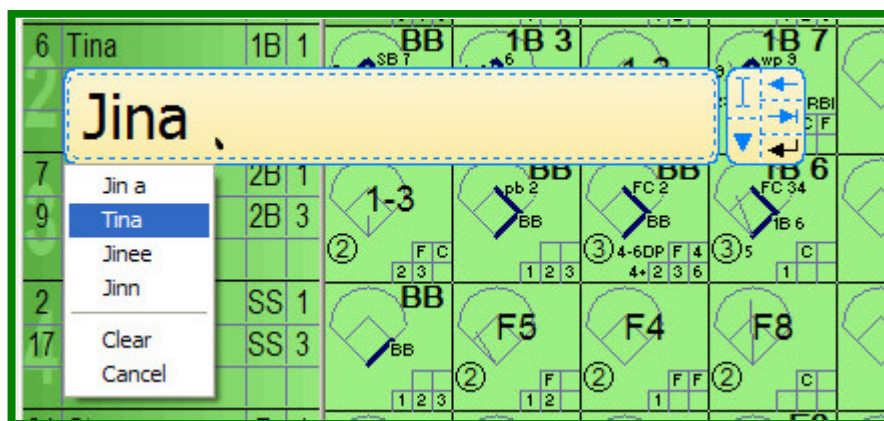 6 Tina 1B 1 BB 1B 3 1B 7
SB 7 6 wp 9
2 Jina RBI
C F
7 2B 1 1-3 BB BB 1B 6
pb 2 FC 2 FC 34
Jin a
9 2B 3 BB BB 1B 6
Tina
Jinee
2 F C 3 4-6DP F 4 3 5 C
2 3 1 2 3 4+ 2 3 6 1
Jinn
2 SS 1 BB F5 F4 F8
Clear
17 SS 3 BB
Cancel
2 F 2 F F 2 C
1 2 3 1 2 1